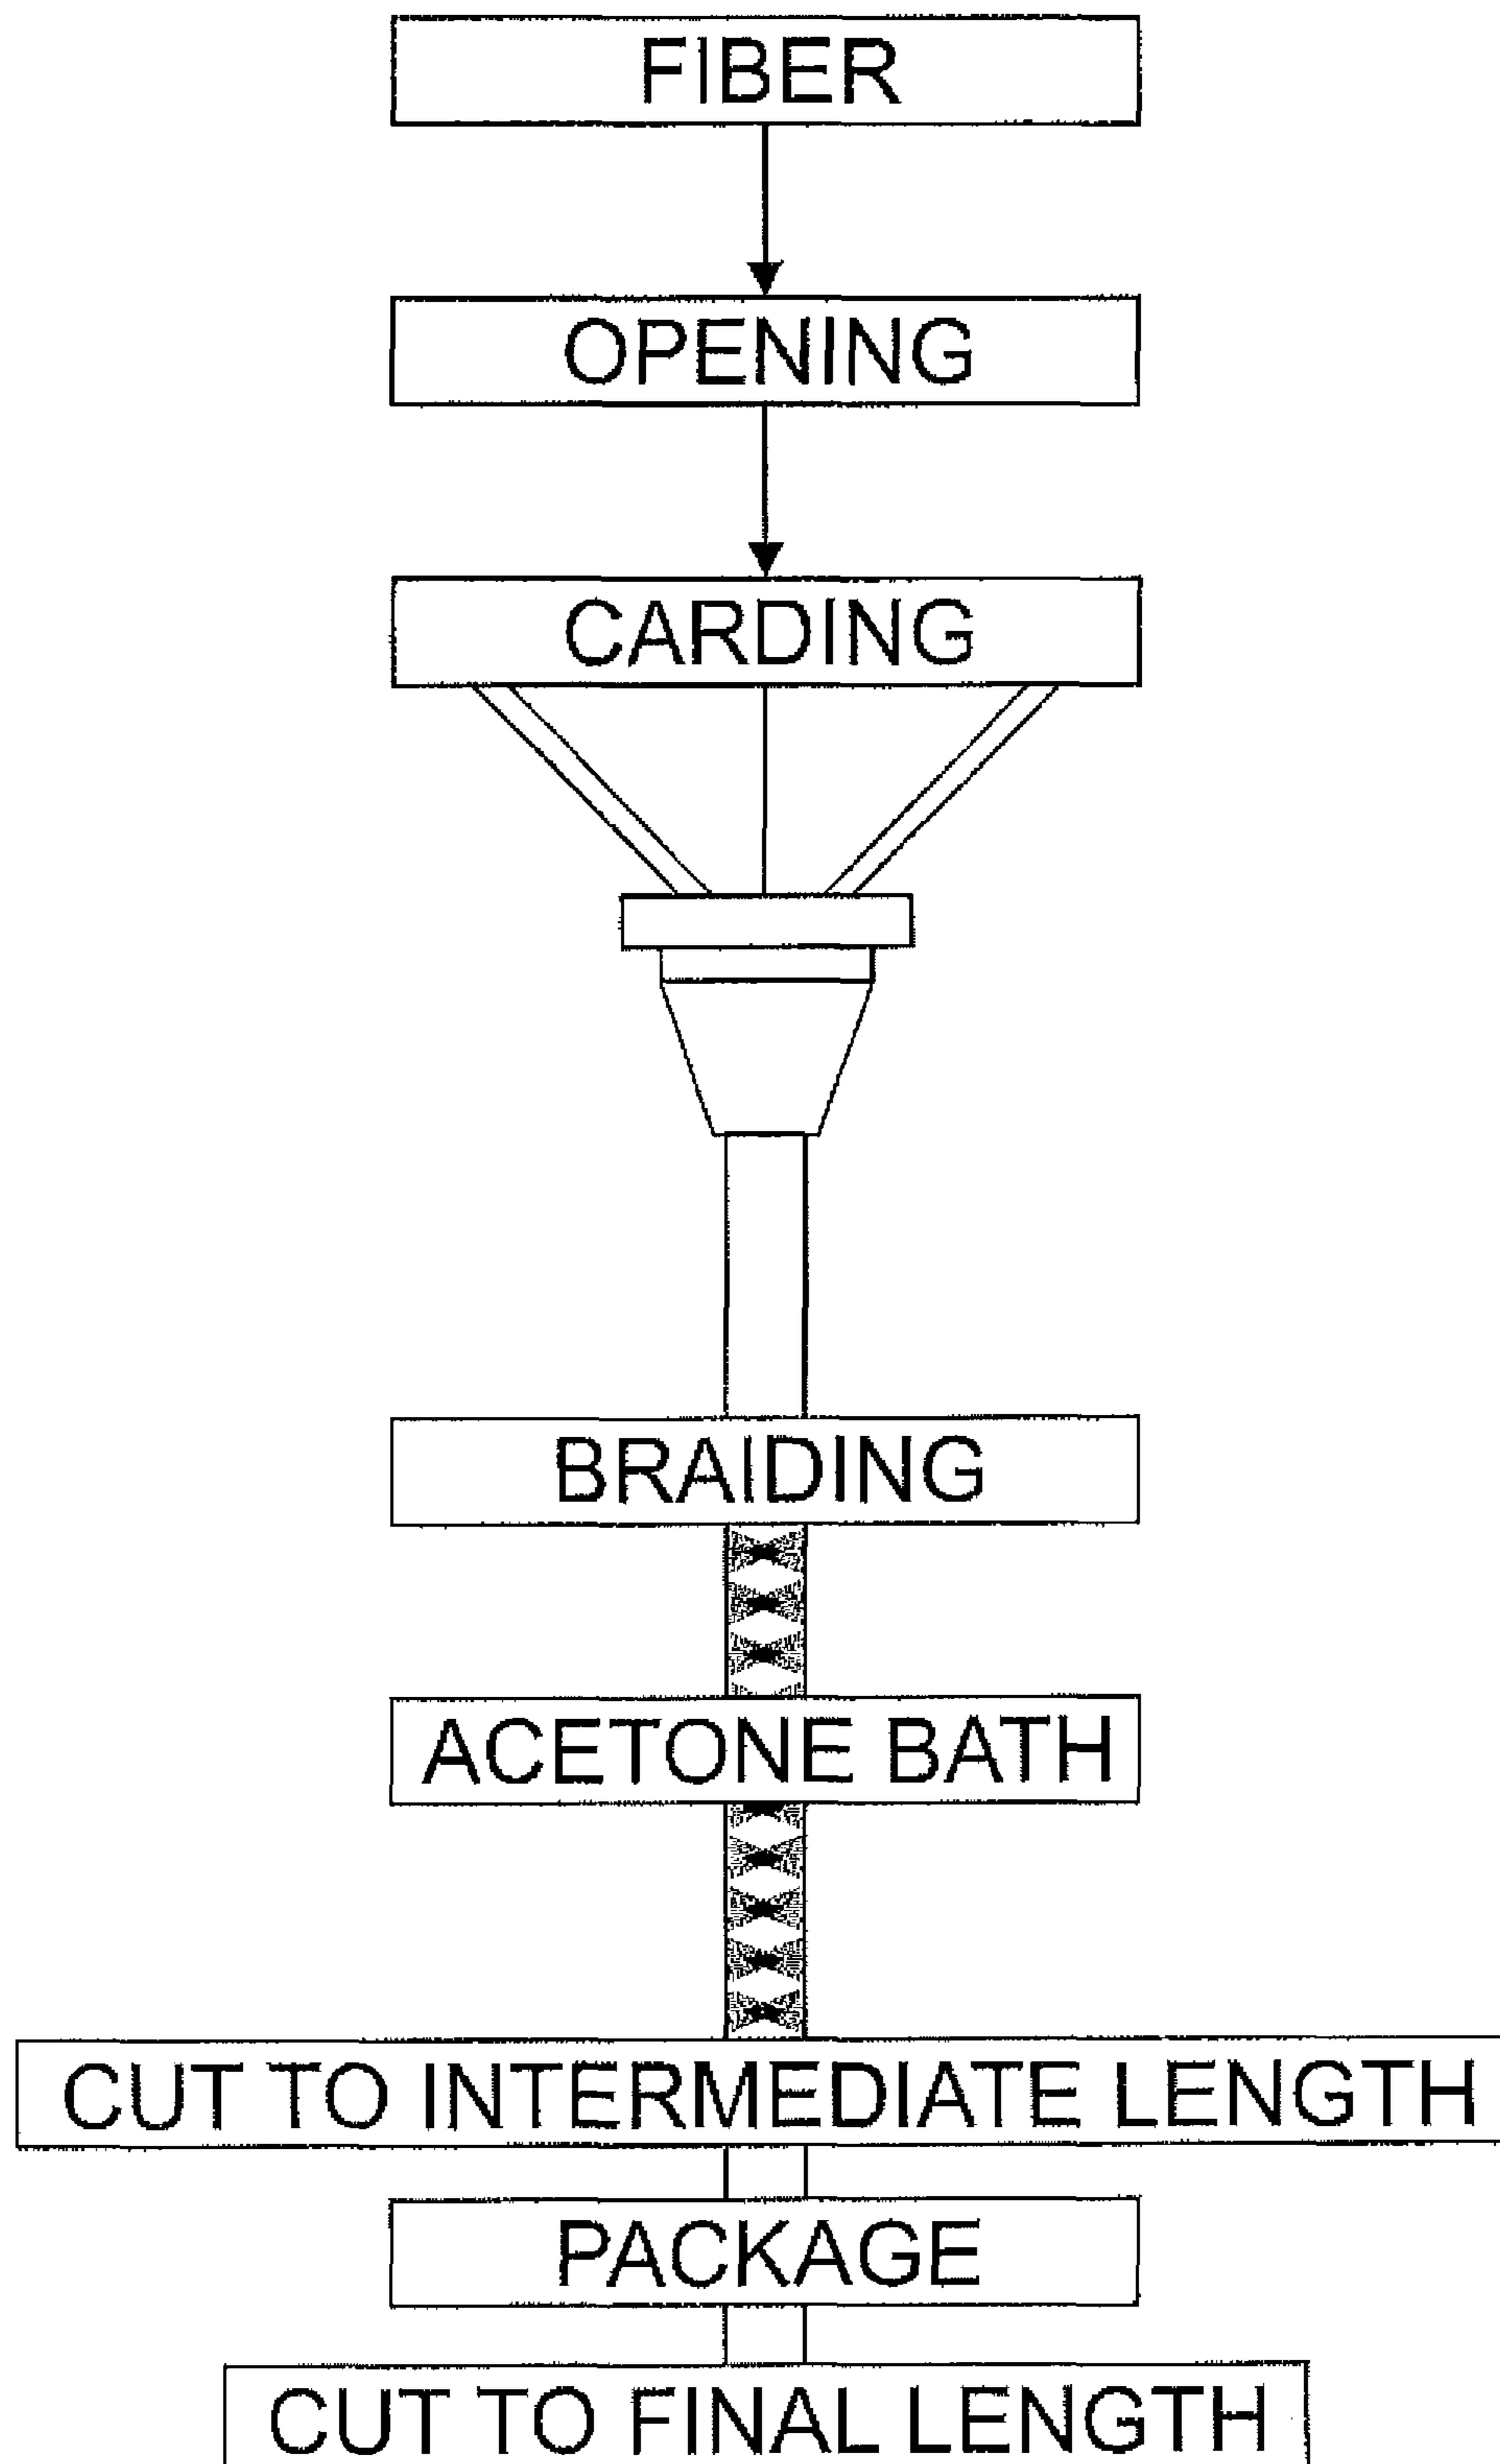 FIBER
OPENING
CARDING
BRAIDING
ACETONE BATH
CUT TO INTERMEDIATE LENGTH
PACKAGE
CUT TO FINAL LENGTH